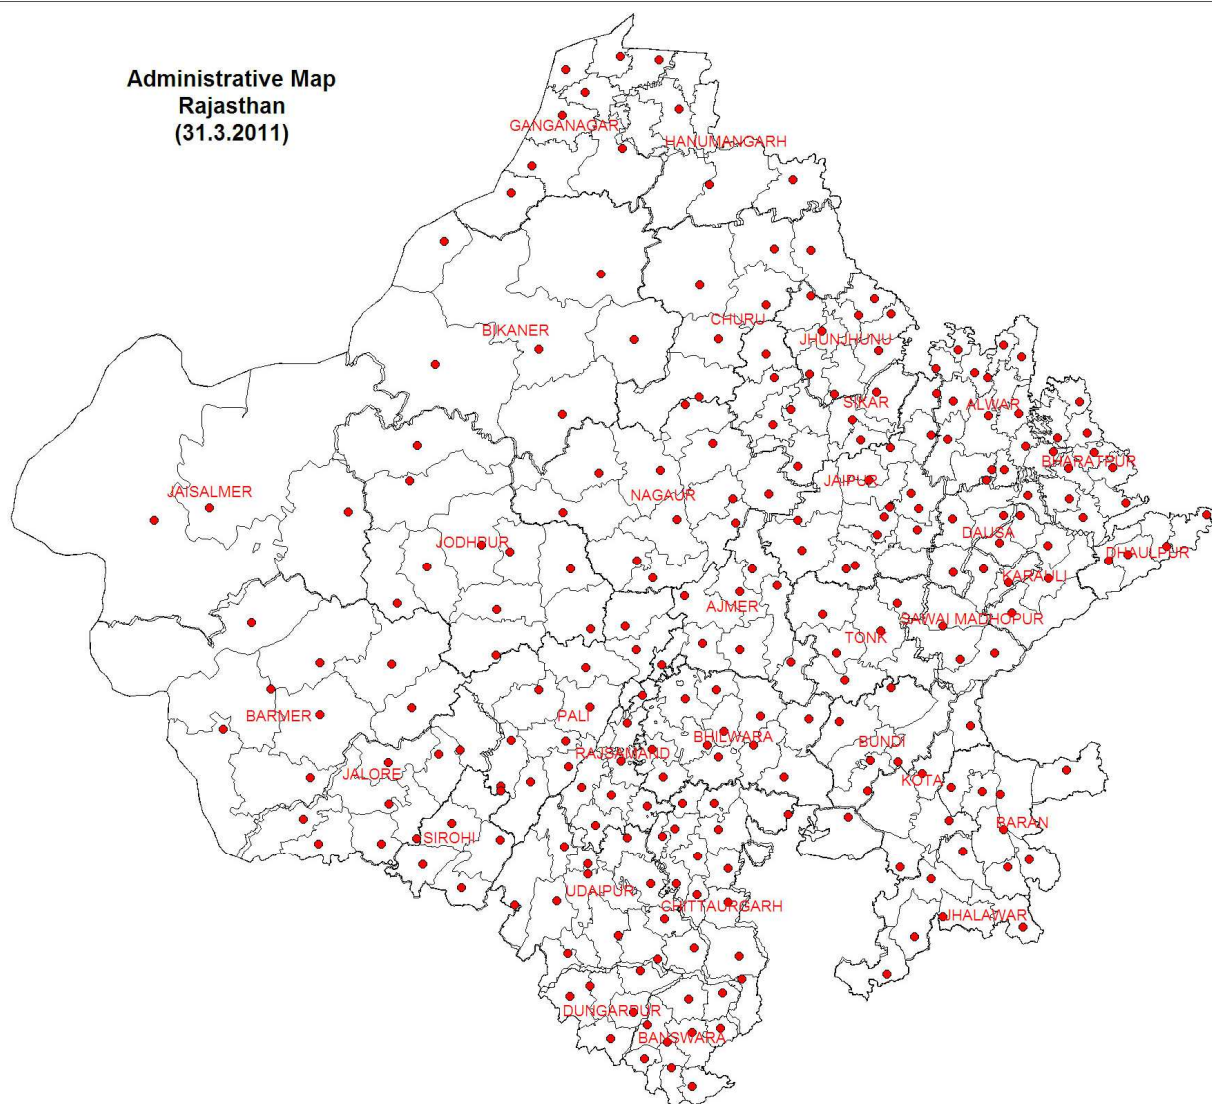 Administrative Map
Rajasthan
(31.3.2011)
GANGANAGAR
HANUMANGARH
BIKANER
CHURU
JHUNJHUNU
SIKAR
ALWAR
JAISALMER
NAGAUR
JAIPUR
BHARATPUR
JODHPUR
DAUSA
DHAULPUR
KARAULI
AJMER
SAWAI MADHOPUR
TONK
BARMER
PALI
BHILWARA
BUNDI
RAJSAMAND
JALORE
KOTA
BARAN
SIROHI
UDAIPUR
CHITTAURGARH
JHALAWAR
DUNGARPUR
BANSWARA